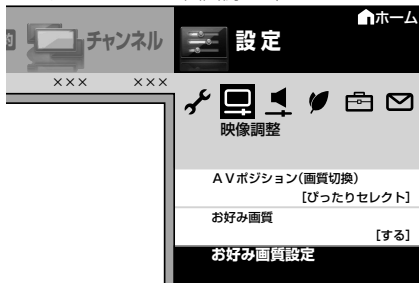 ホーム
チャンネル
設定
××× ×××
映像調整
AVポジション(画質切換)
[ぴったりセレクト]
お好み画質
[する]
お好み画質設定